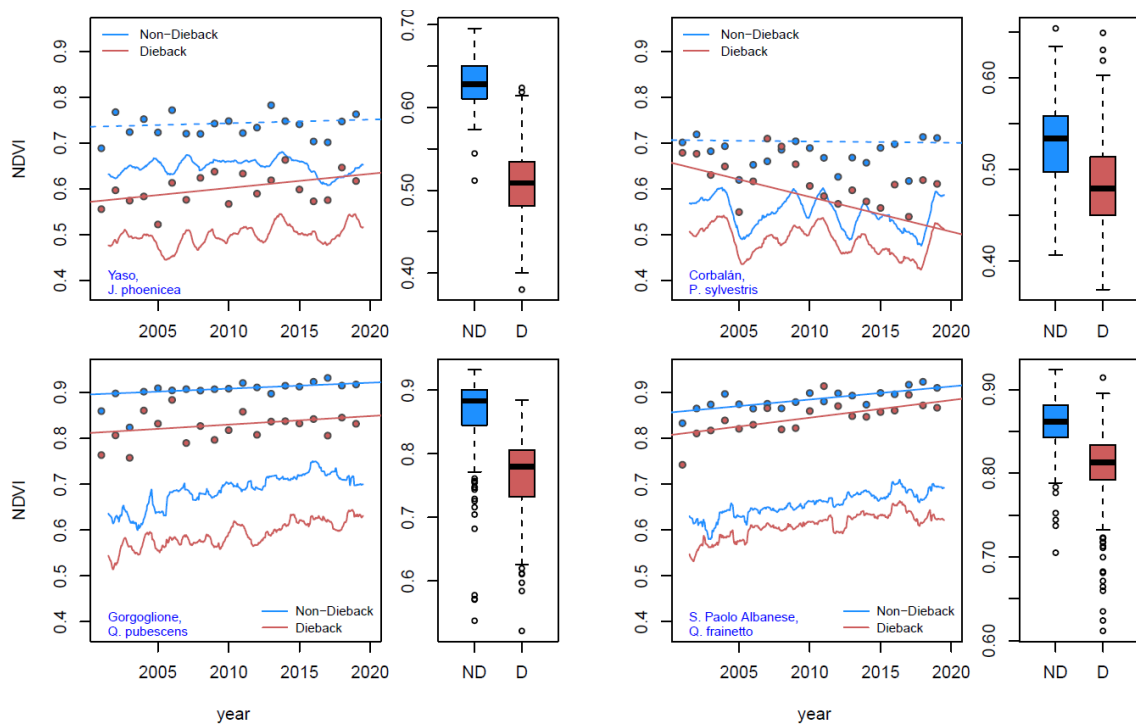 Non−Dieback
Dieback
NDVI
0.4 0.5 0.6 0.7 0.8 0.9
Yaso,
J. phoenicea
2005 2010 2015 2020
0.40 0.50 0.60 0.70
ND D
Non−Dieback
Dieback
0.4 0.5 0.6 0.7 0.8 0.9
Corbalán,
P. sylvestris
2005 2010 2015 2020
0.40 0.50 0.60
ND D
NDVI
0.4 0.5 0.6 0.7 0.8 0.9
Gorgoglione,
Q. pubescens
Non−Dieback
Dieback
2005 2010 2015 2020
year
0.6 0.7 0.8 0.9
ND D
0.4 0.5 0.6 0.7 0.8 0.9
S. Paolo Albanese,
Q. frainetto
Non−Dieback
Dieback
2005 2010 2015 2020
year
0.60 0.70 0.80 0.90
ND D